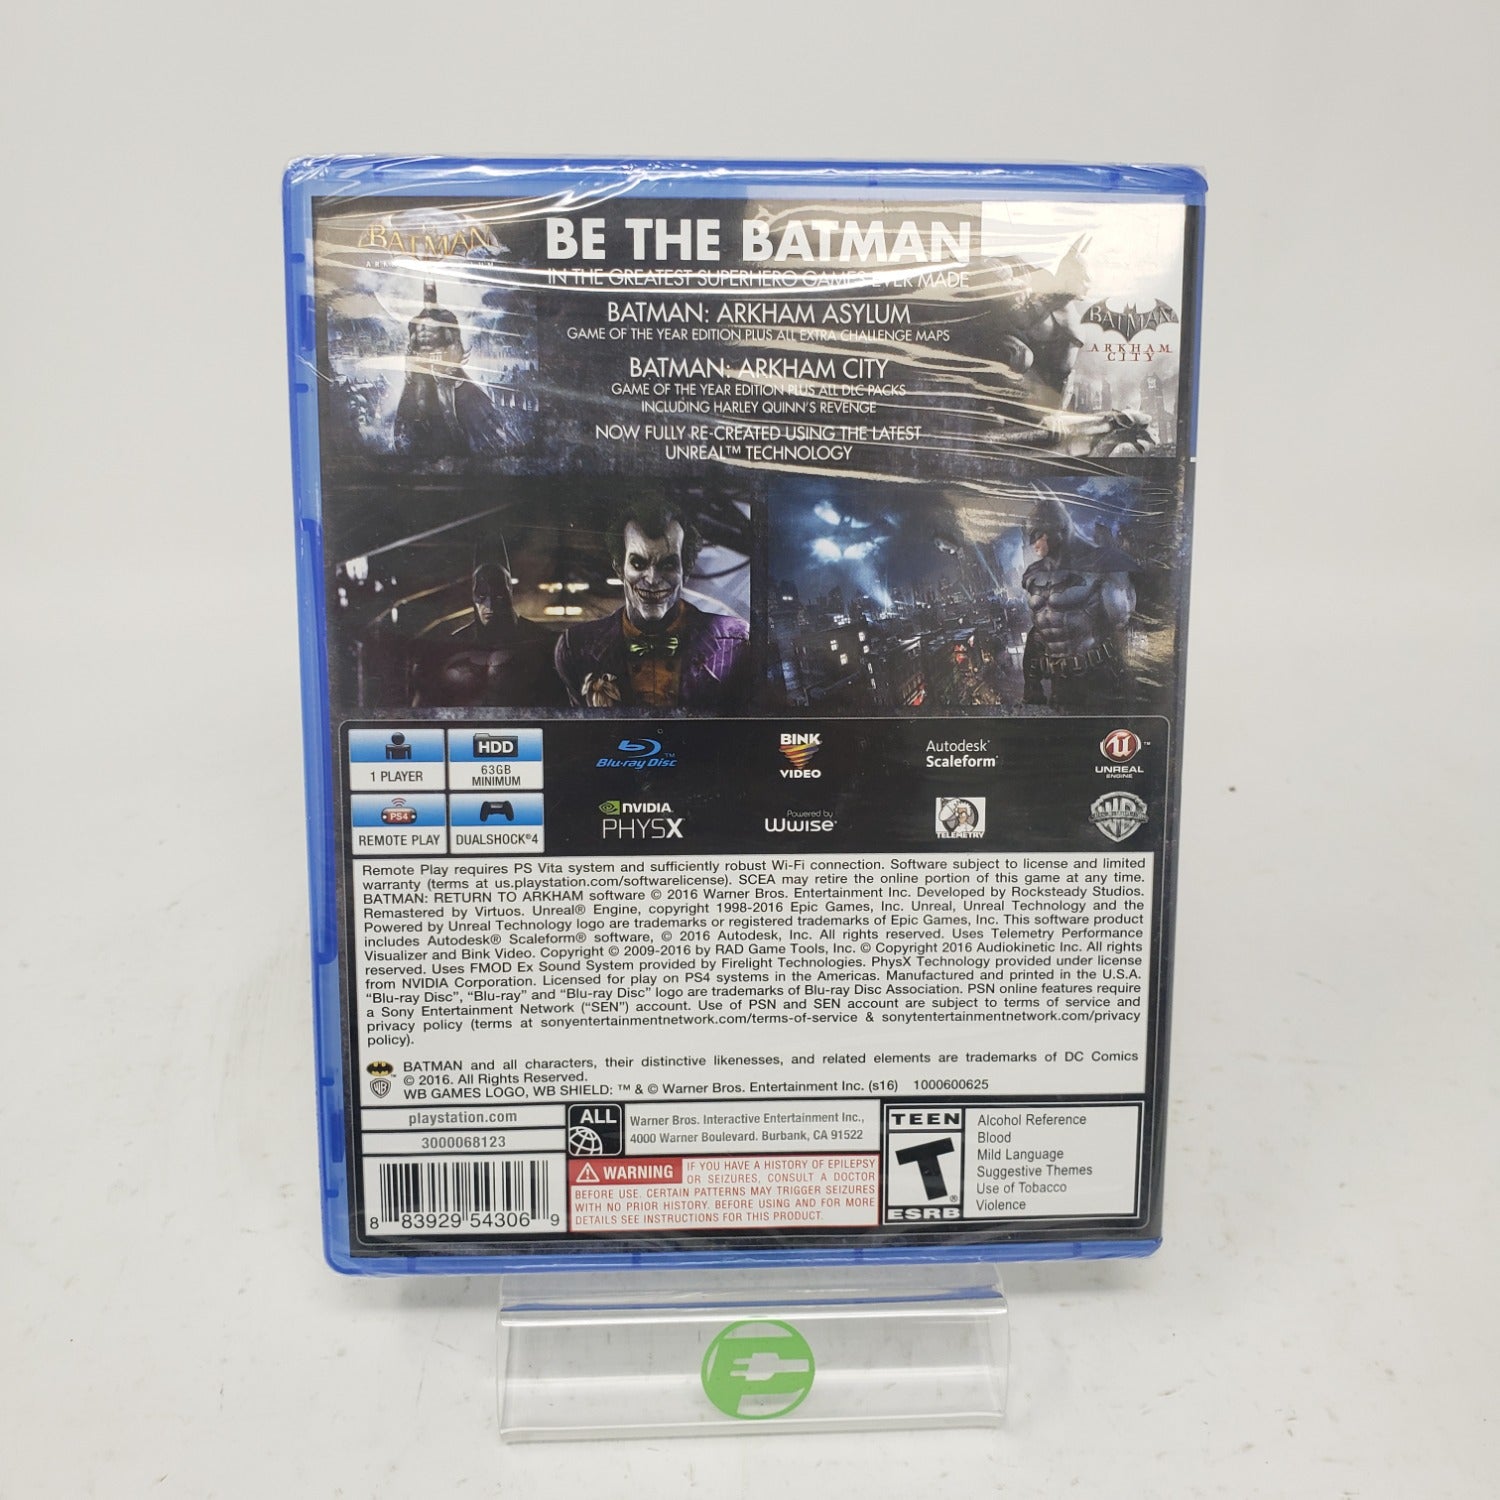 BATMAN
BE THE BATMAN
IN THE GREATEST SUPERHERO GAMES EVER MADE
BATMAN: ARKHAM ASYLUM
GAME OF THE YEAR EDITION PLUS ALL EXTRA CHALLENGE MAPS
BATMAN: ARKHAM CITY
GAME OF THE YEAR EDITION PLUS ALL DLC PACKS
INCLUDING HARLEY QUINN'S REVENGE
NOW FULLY RE-CREATED USING THE LATEST
UNREAL™ TECHNOLOGY
BATMAN
ARKHAM
CITY
1 PLAYER
HDD
63GB
MINIMUM
PS4
REMOTE PLAY
DUALSHOCK®4
Blu-ray Disc™
BINK
VIDEO
Autodesk®
Scaleform®
UNREAL™
ENGINE
NVIDIA
PHYSX
Powered by
Wwise®
TELEMETRY
WB
Remote Play requires PS Vita system and sufficiently robust Wi-Fi connection. Software subject to license and limited
warranty (terms at us.playstation.com/softwarelicense). SCEA may retire the online portion of this game at any time.
BATMAN: RETURN TO ARKHAM software © 2016 Warner Bros. Entertainment Inc. Developed by Rocksteady Studios.
Remastered by Virtuos. Unreal® Engine, copyright 1998-2016 Epic Games, Inc. Unreal, Unreal Technology and the
Powered by Unreal Technology logo are trademarks or registered trademarks of Epic Games, Inc. This software product
includes Autodesk® Scaleform® software, © 2016 Autodesk, Inc. All rights reserved. Uses Telemetry Performance
Visualizer and Bink Video. Copyright © 2009-2016 by RAD Game Tools, Inc. © Copyright 2016 Audiokinetic Inc. All rights
reserved. Uses FMOD Ex Sound System provided by Firelight Technologies. PhysX Technology provided under license
from NVIDIA Corporation. Licensed for play on PS4 systems in the Americas. Manufactured and printed in the U.S.A.
“Blu-ray Disc”, “Blu-ray” and “Blu-ray Disc” logo are trademarks of Blu-ray Disc Association. PSN online features require
a Sony Entertainment Network (“SEN”) account. Use of PSN and SEN account are subject to terms of service and
privacy policy (terms at sonyentertainmentnetwork.com/terms-of-service & sonytentertainmentnetwork.com/privacy
policy).
BATMAN and all characters, their distinctive likenesses, and related elements are trademarks of DC Comics
© 2016. All Rights Reserved.
WB GAMES LOGO, WB SHIELD: ™ & © Warner Bros. Entertainment Inc. (s16) 1000600625
playstation.com
3000068123
8 83929 54306 9
ALL
Warner Bros. Interactive Entertainment Inc.,
4000 Warner Boulevard. Burbank, CA 91522
WARNING IF YOU HAVE A HISTORY OF EPILEPSY
OR SEIZURES, CONSULT A DOCTOR
BEFORE USE. CERTAIN PATTERNS MAY TRIGGER SEIZURES
WITH NO PRIOR HISTORY. BEFORE USING AND FOR MORE
DETAILS SEE INSTRUCTIONS FOR THIS PRODUCT.
TEEN
T®
ESRB
Alcohol Reference
Blood
Mild Language
Suggestive Themes
Use of Tobacco
Violence